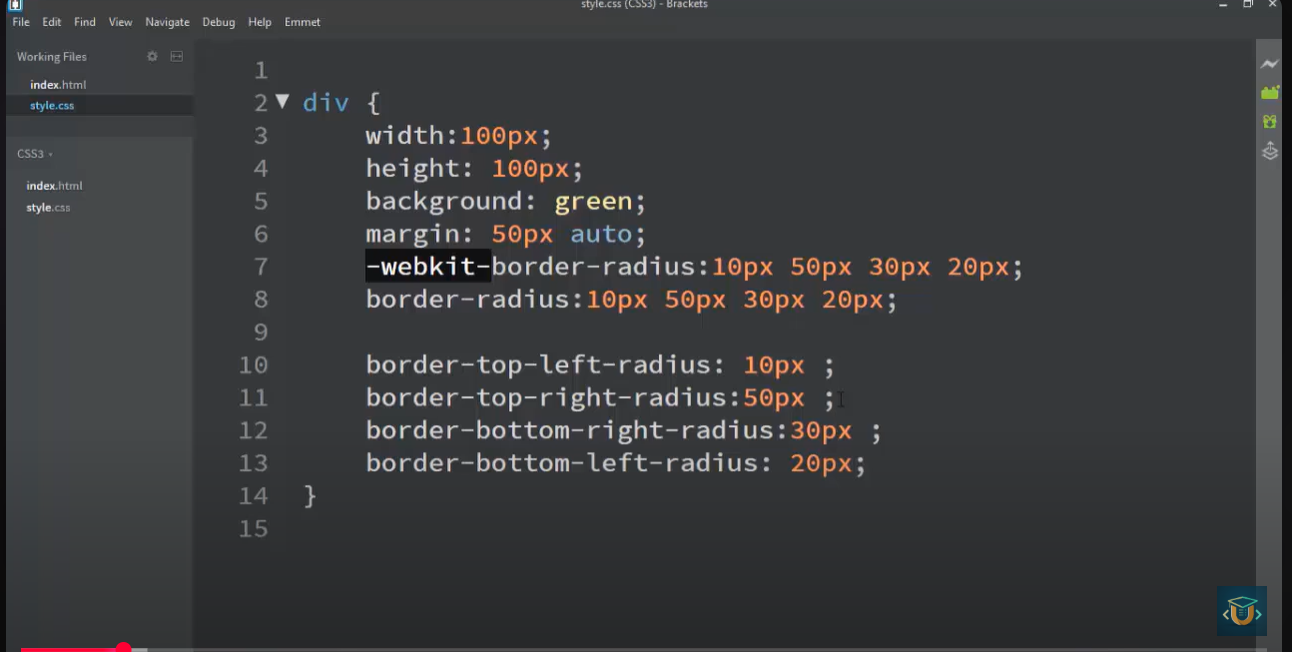 style.css (CSS3) - Brackets
File Edit Find View Navigate Debug Help Emmet
Working Files
index.html
style.css
CSS3
index.html
style.css
1
2 div {
3 width:100px;
4 height: 100px;
5 background: green;
6 margin: 50px auto;
7 -webkit-border-radius:10px 50px 30px 20px;
8 border-radius:10px 50px 30px 20px;
9
10 border-top-left-radius: 10px ;
11 border-top-right-radius:50px ;
12 border-bottom-right-radius:30px ;
13 border-bottom-left-radius: 20px;
14 }
15